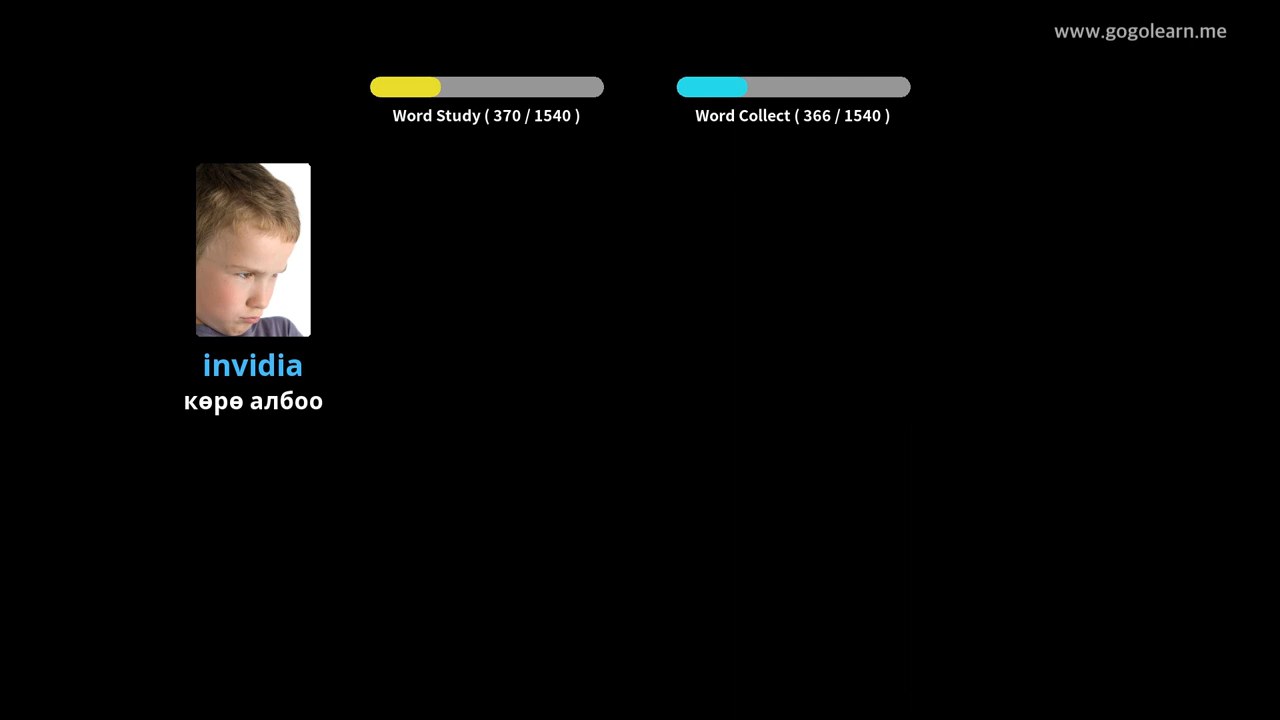 www.gogolearn.me
Word Study ( 370 / 1540 )
Word Collect ( 366 / 1540 )
invidia
көрө албоо